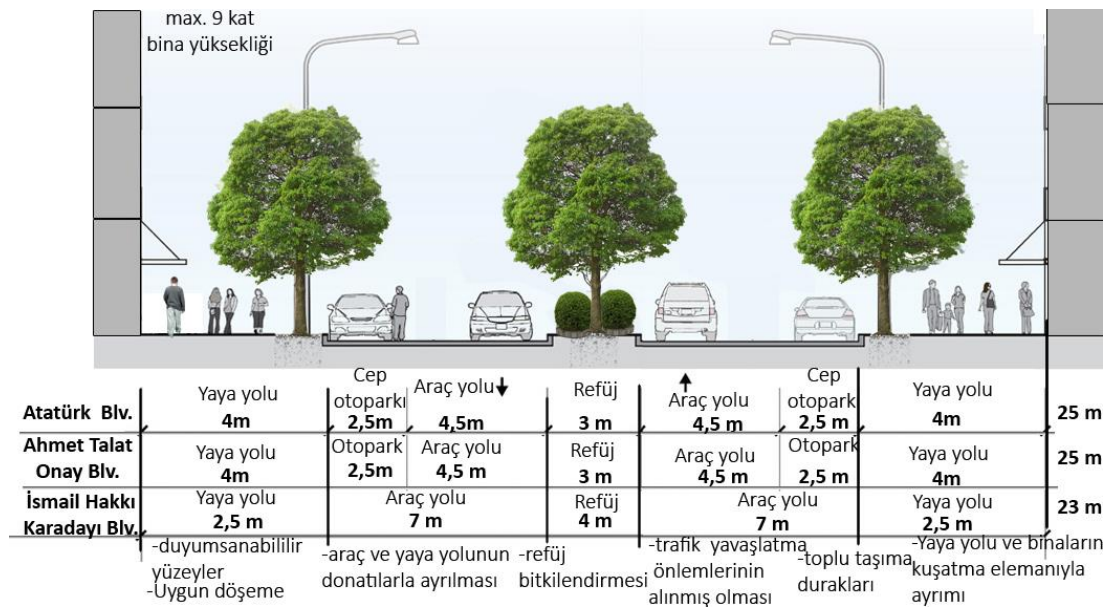 max. 9 kat
bina yüksekliği
Atatürk Blv.
Yaya yolu
4m
Cep
otoparkı
2,5m
Araç yolu
4,5m
Refüj
3 m
Araç yolu
4,5 m
Cep
otopark
2,5 m
Yaya yolu
4m
25 m
Ahmet Talat
Onay Blv.
Yaya yolu
4m
Otopark
2,5m
Araç yolu
4,5 m
Refüj
3 m
Araç yolu
4,5 m
Otopark
2,5 m
Yaya yolu
4m
25 m
İsmail Hakkı
Karadayı Blv.
Yaya yolu
2,5 m
Araç yolu
7 m
Refüj
4 m
Araç yolu
7 m
Yaya yolu
2,5 m
23 m
-duyumsanabililir
yüzeyler
-Uygun döşeme
-araç ve yaya yolunun
donatılarla ayrılması
-refüj
bitkilendirmesi
-trafik yavaşlatma
önlemlerinin
alınmış olması
-toplu taşıma
durakları
-Yaya yolu ve binaların
kuşatma elemanıyla
ayrımı